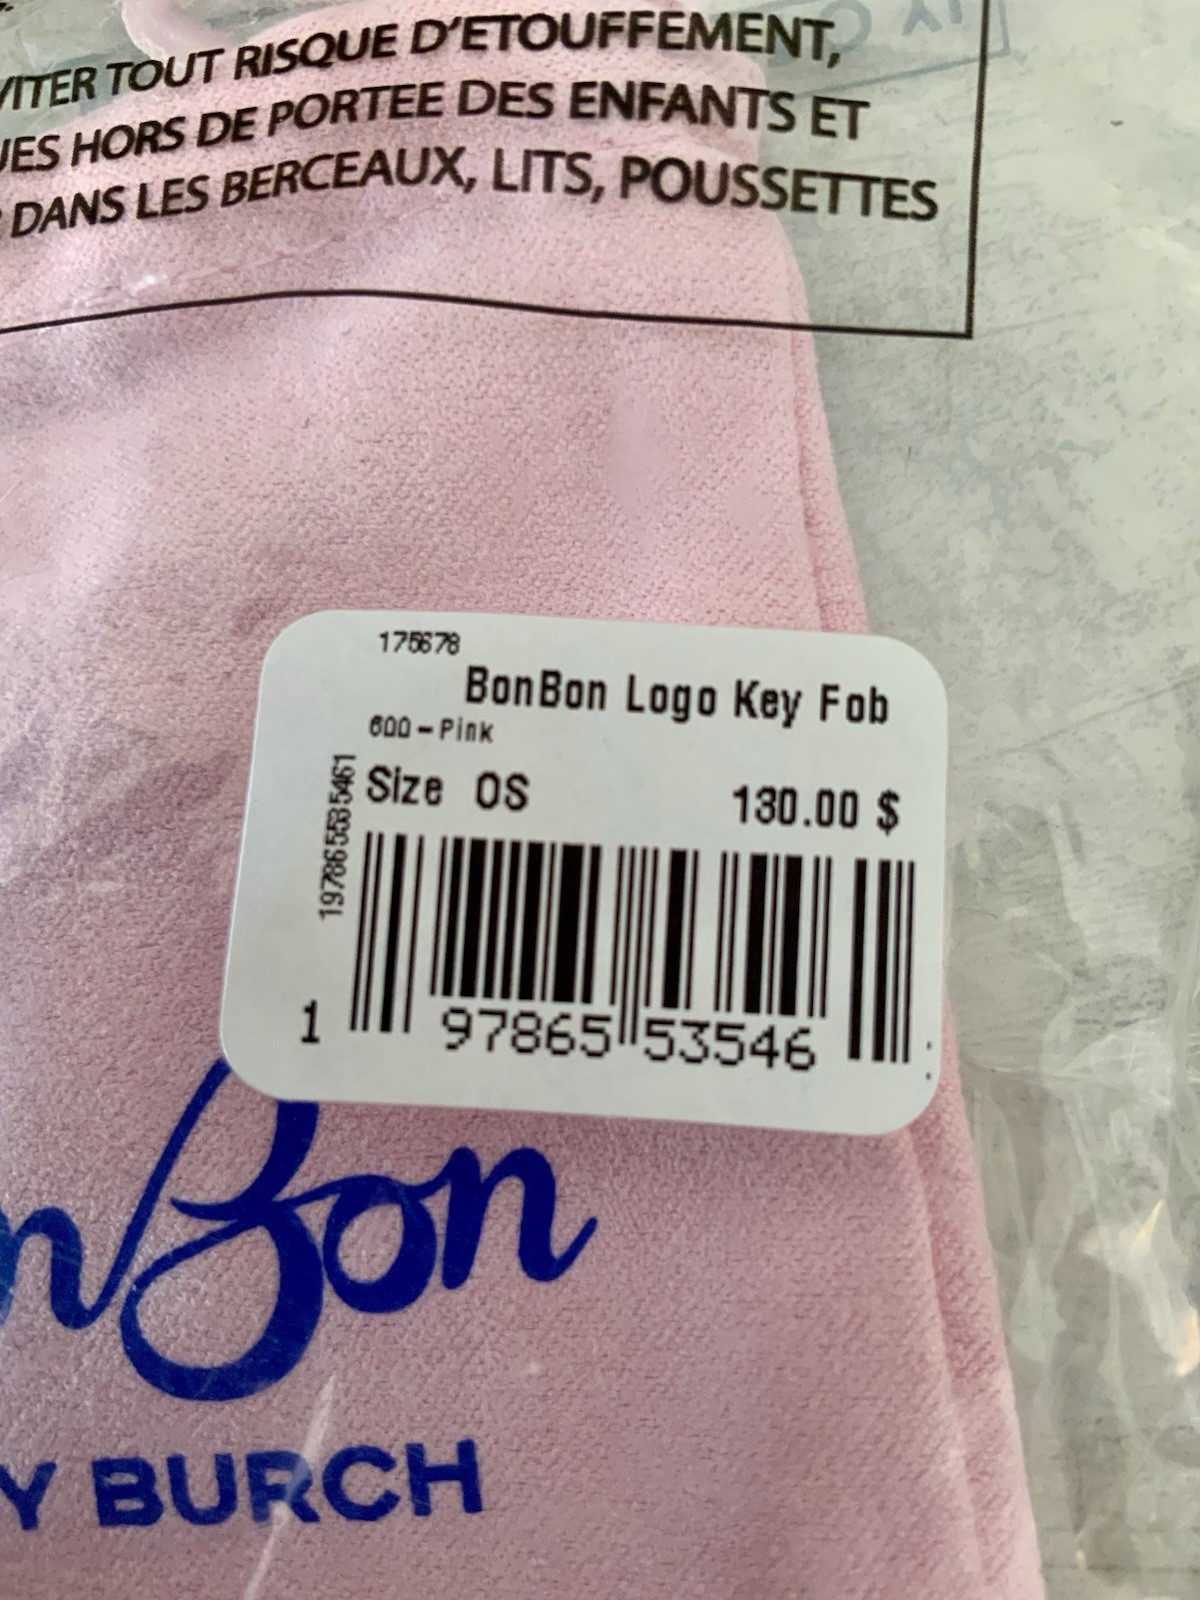 VITER TOUT RISQUE D'ETOUFFEMENT,
UES HORS DE PORTEE DES ENFANTS ET
DANS LES BERCEAUX, LITS, POUSSETTES
175678
BonBon Logo Key Fob
600-Pink
Size OS 130.00 $
197865535461
1 97865 53546
nBon
Y BURCH